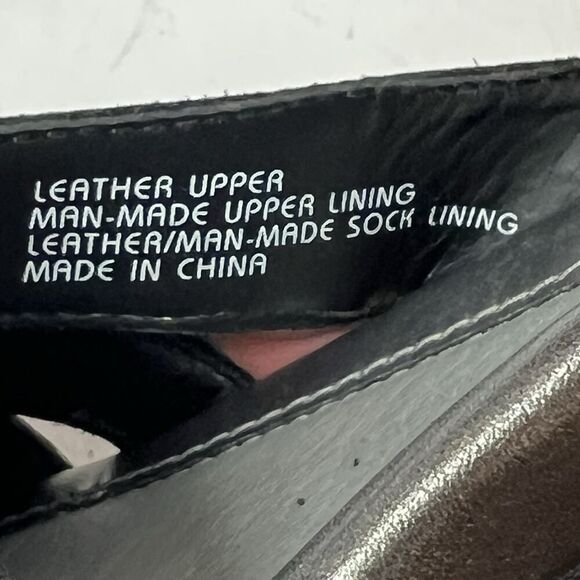 LEATHER UPPER
MAN-MADE UPPER LINING
LEATHER/MAN-MADE SOCK LINING
MADE IN CHINA